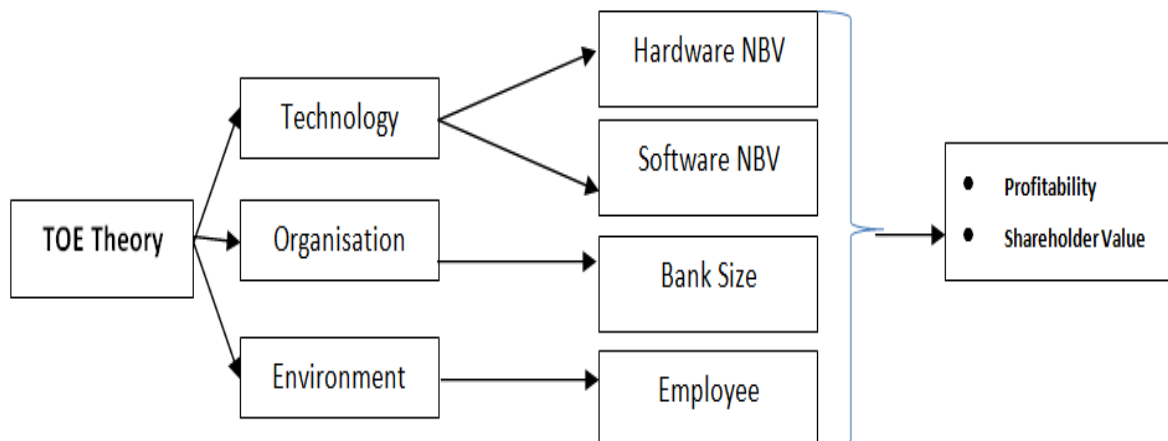 TOE Theory
Technology
Organisation
Environment
Hardware NBV
Software NBV
Bank Size
Employee
• Profitability
• Shareholder Value